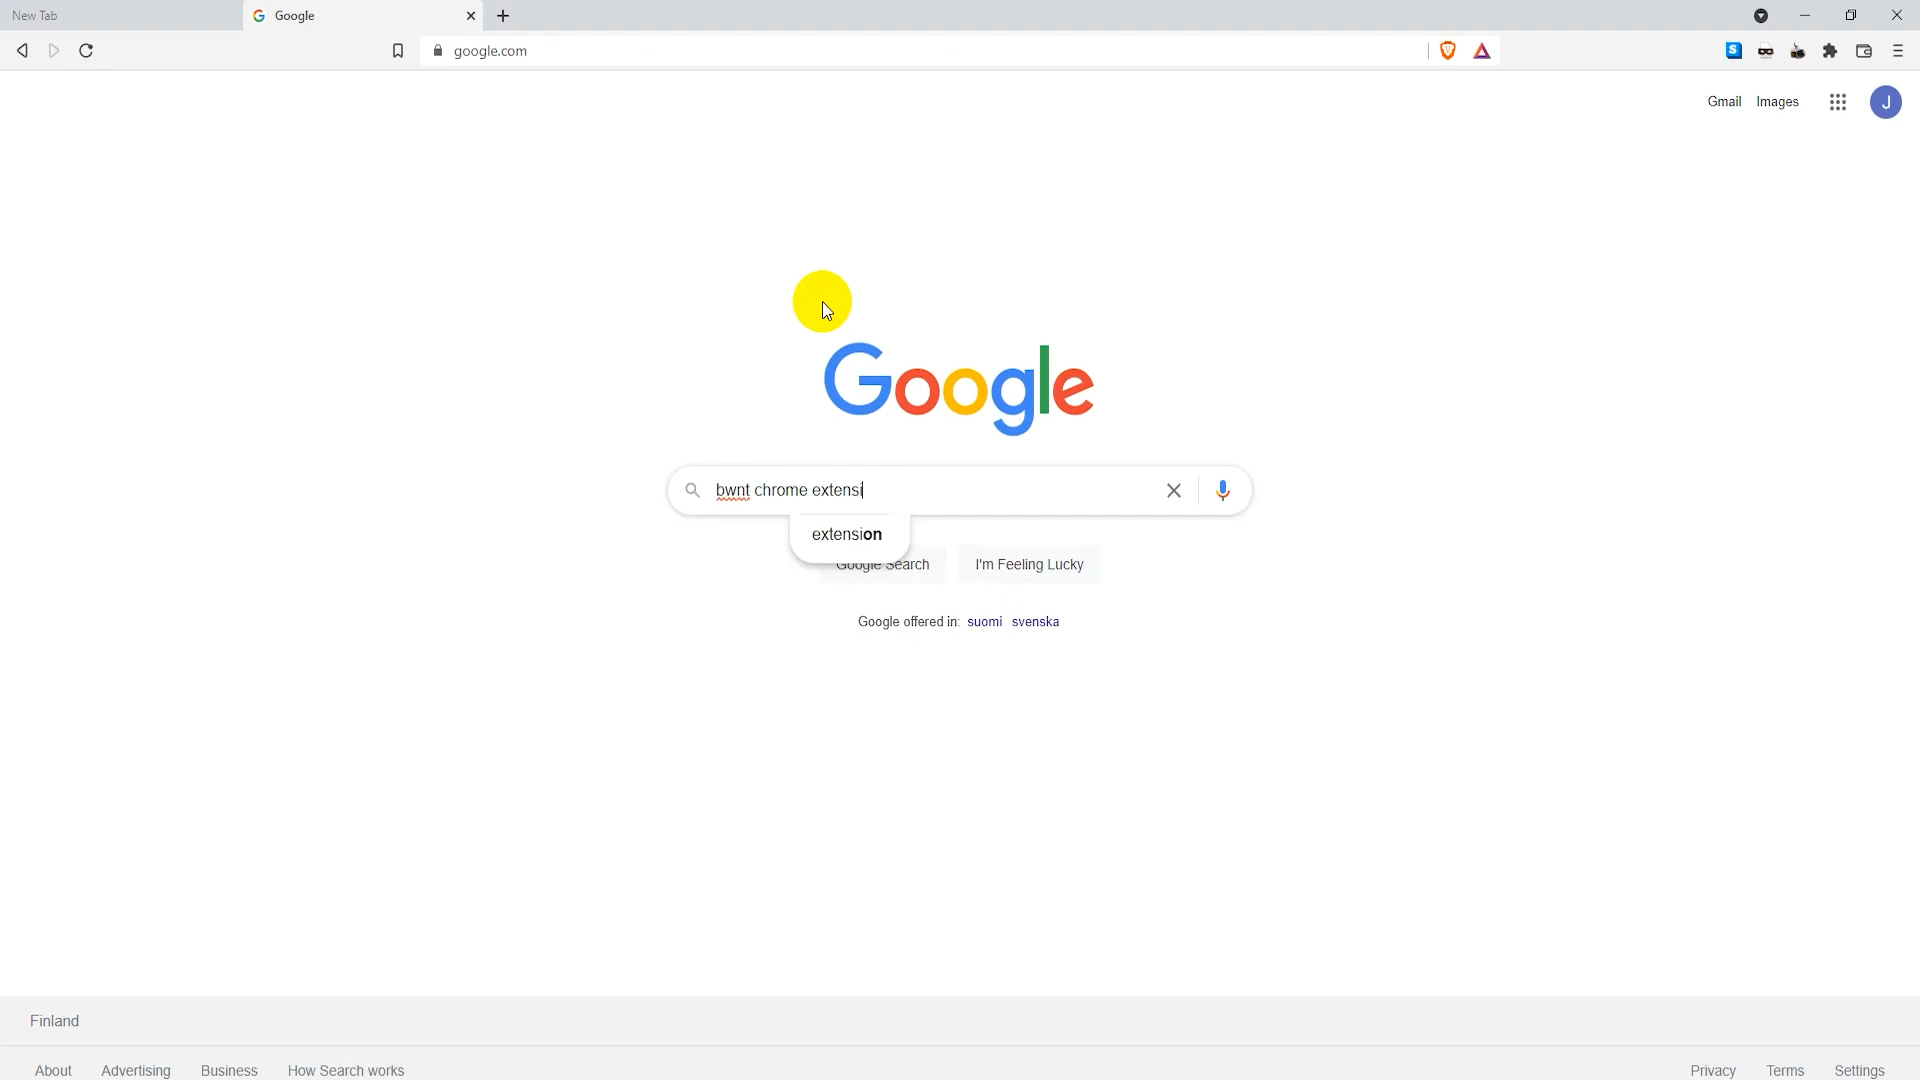 New Tab
Google
google.com
S
Gmail Images
J
Google
bwnt chrome extensi
extension
Google Search I'm Feeling Lucky
Google offered in: suomi svenska
Finland
About Advertising Business How Search works
Privacy Terms Settings